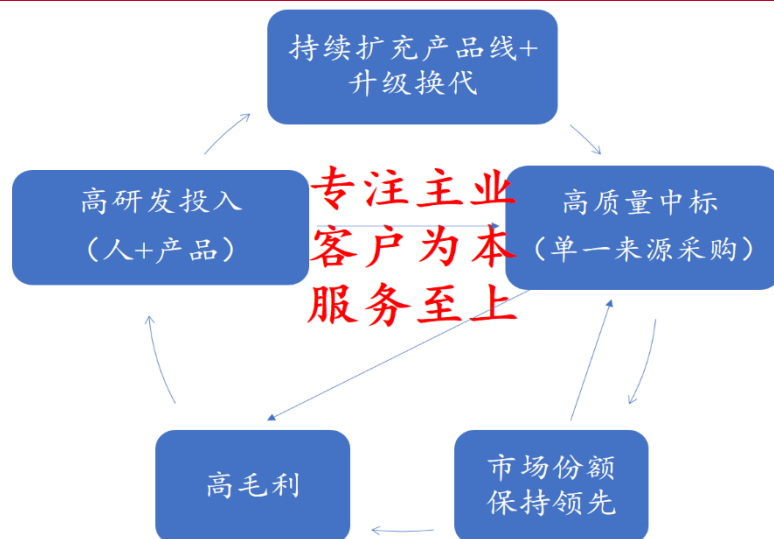 持续扩充产品线+
升级换代
高研发投入
（人+产品）
专注主业
客户为本
服务至上
高质量中标
（单一来源采购）
高毛利
市场份额
保持领先